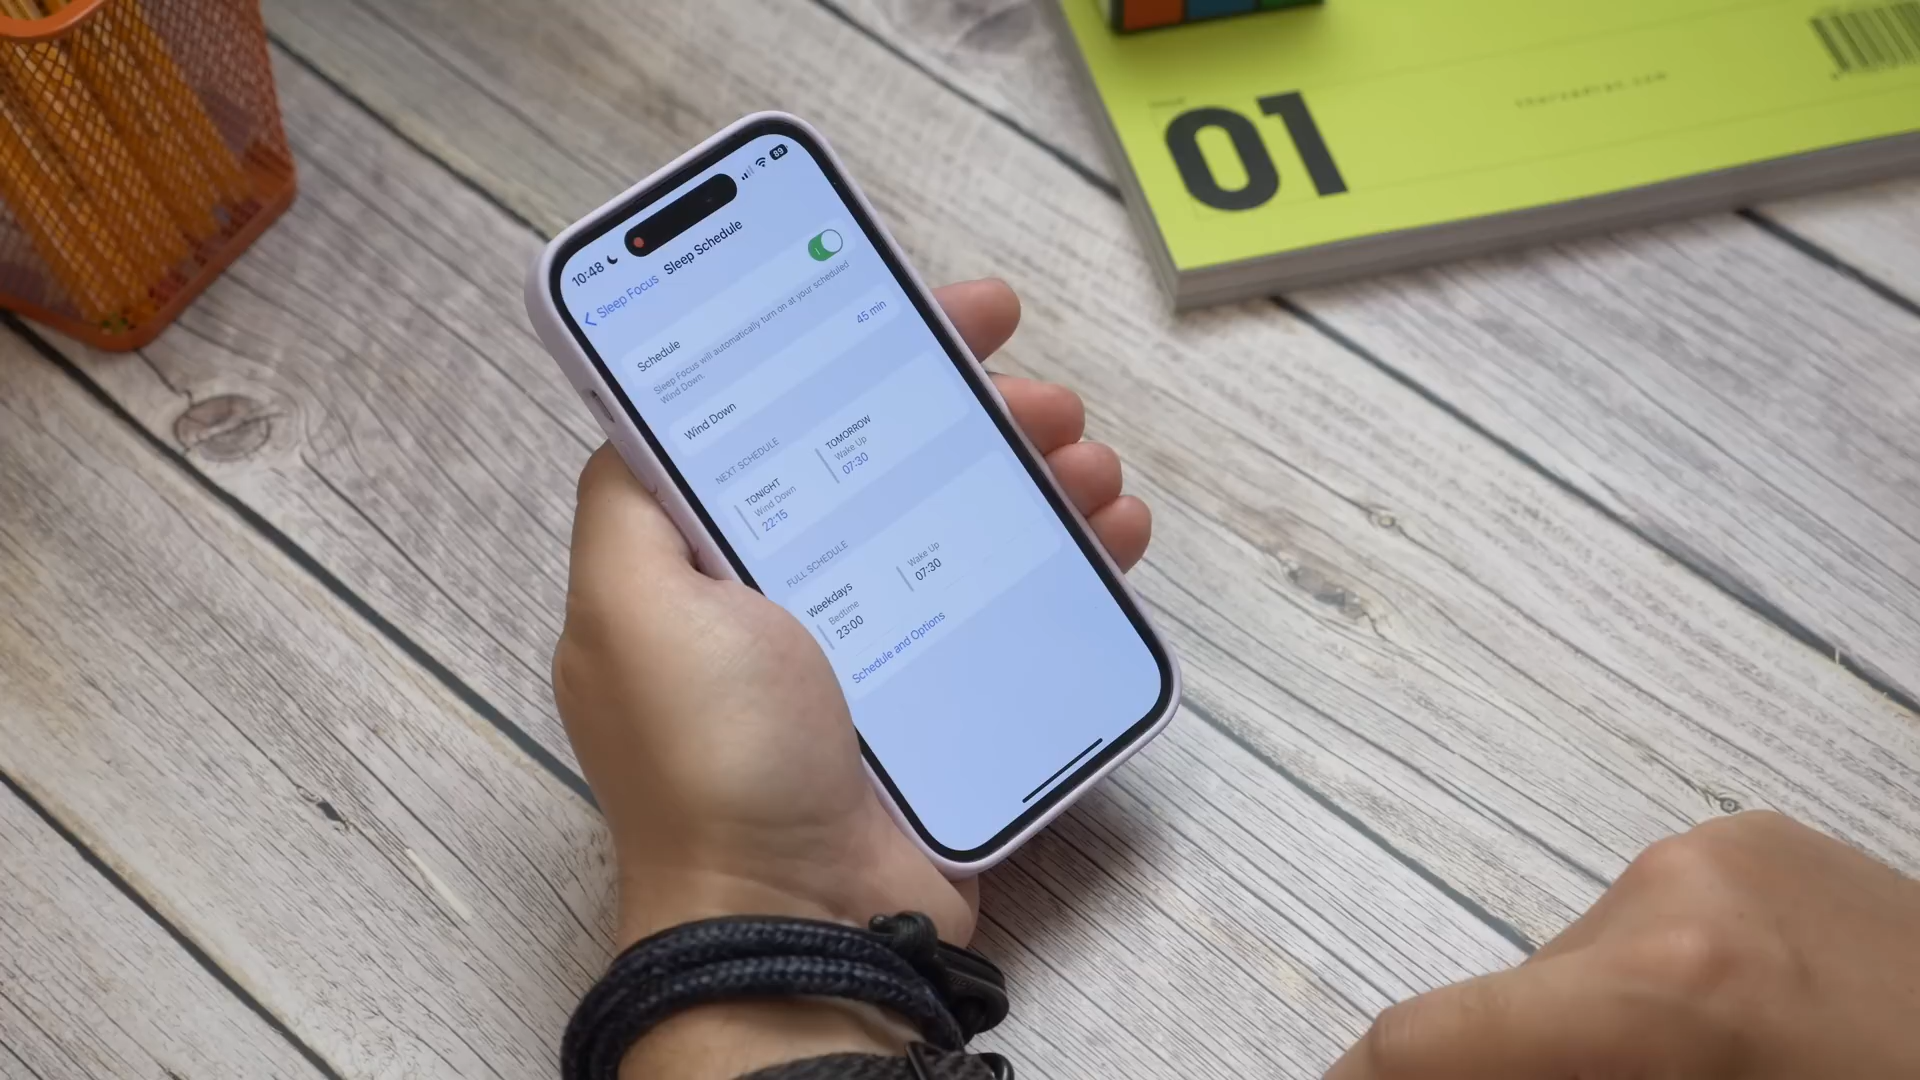 10:48
89
Sleep Focus
Sleep Schedule
Schedule
Sleep Focus will automatically turn on at your scheduled
Wind Down.
Wind Down
45 min
NEXT SCHEDULE
TONIGHT
Wind Down
22:15
TOMORROW
Wake Up
07:30
FULL SCHEDULE
Weekdays
Bedtime
23:00
Wake Up
07:30
Schedule and Options
01